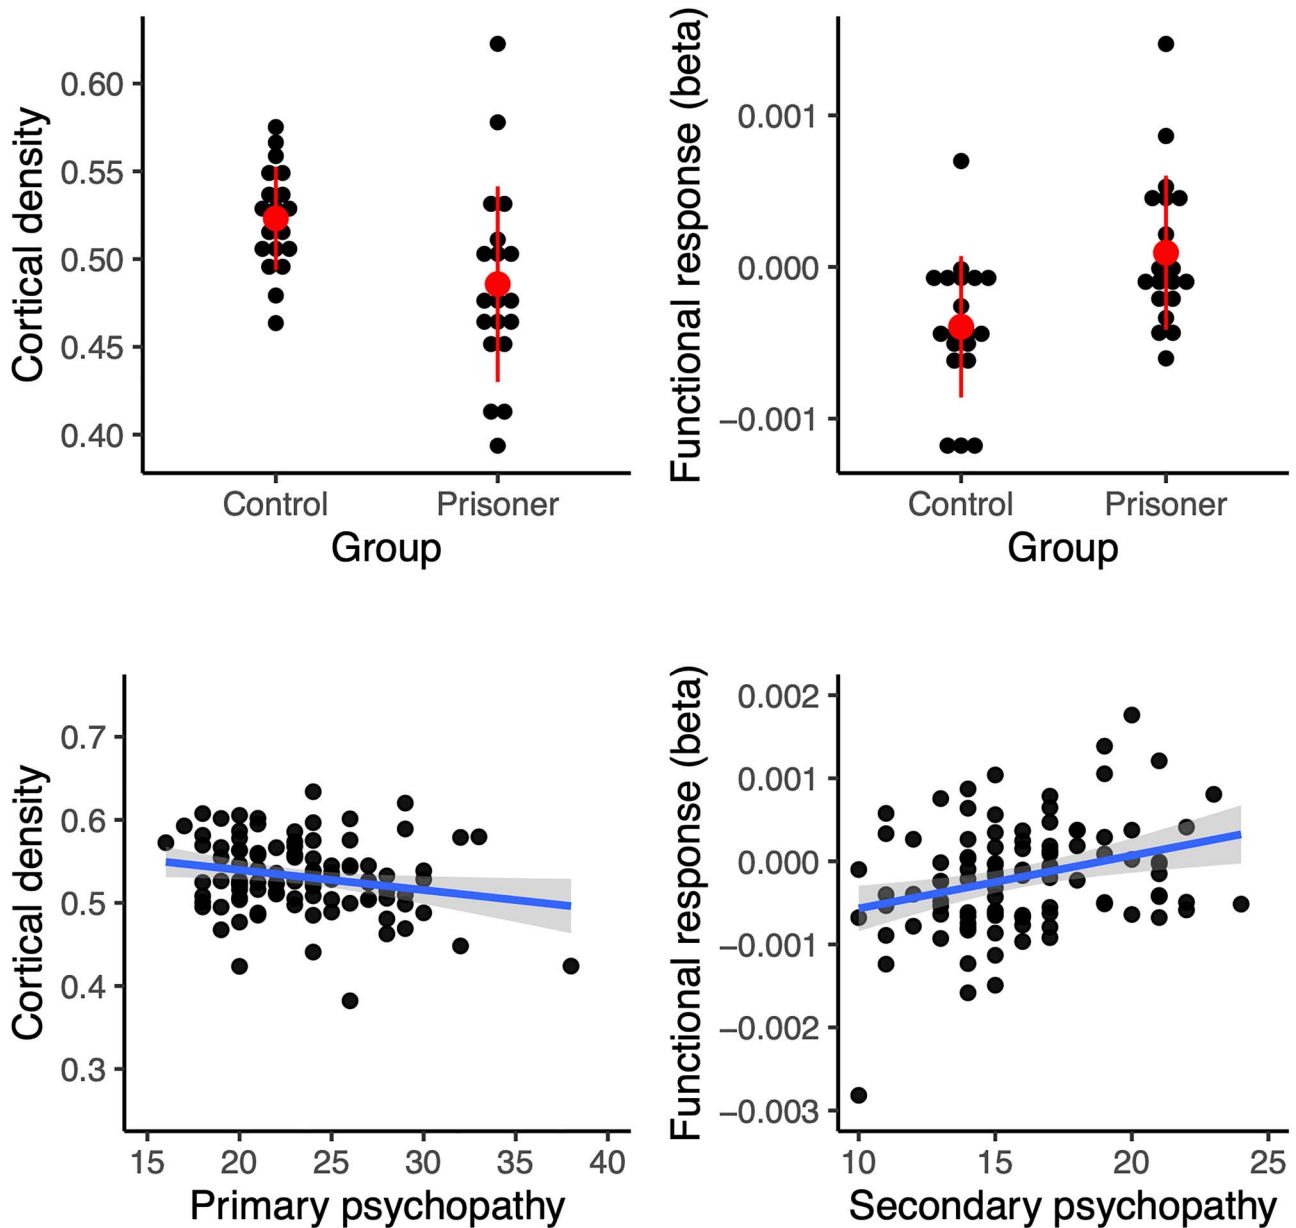 Cortical density
0.60
0.55
0.50
0.45
0.40
Control
Prisoner
Group
Functional response (beta)
0.001
0.000
−0.001
Control
Prisoner
Group
Cortical density
0.7
0.6
0.5
0.4
0.3
15 20 25 30 35 40
Primary psychopathy
Functional response (beta)
0.002
0.001
0.000
−0.001
−0.002
−0.003
10 15 20 25
Secondary psychopathy